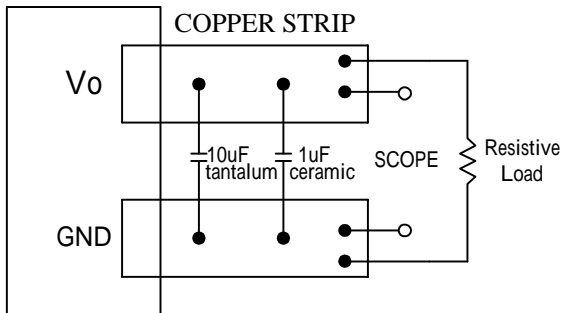 COPPER STRIP
Vo
10uF
tantalum
1uF
ceramic
SCOPE
Resistive
Load
GND